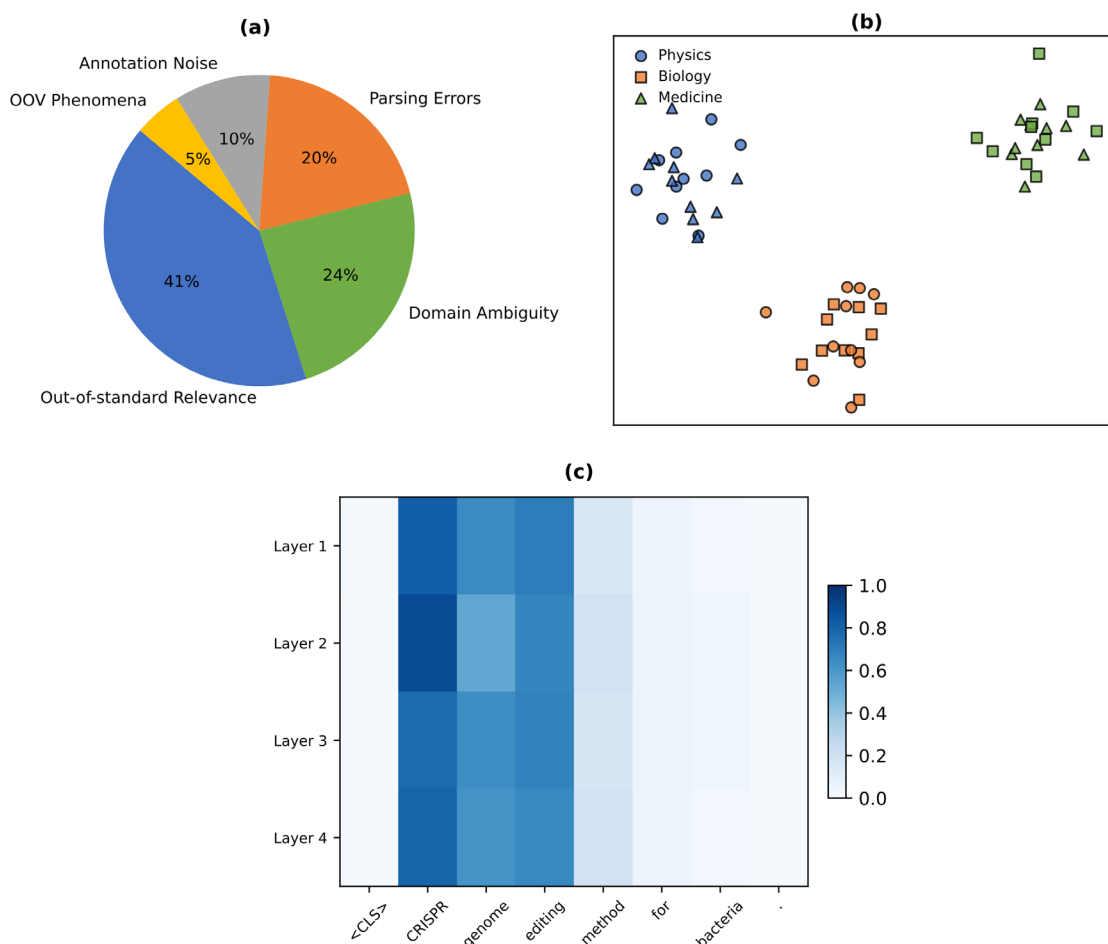 (a)
Annotation Noise
OOV Phenomena
Parsing Errors
10%
5%
20%
41%
24%
Domain Ambiguity
Out-of-standard Relevance
(b)
Physics
Biology
Medicine
(c)
Layer 1
Layer 2
Layer 3
Layer 4
<CLS>
CRISPR
genome
editing
method
for
bacteria
.
1.0
0.8
0.6
0.4
0.2
0.0